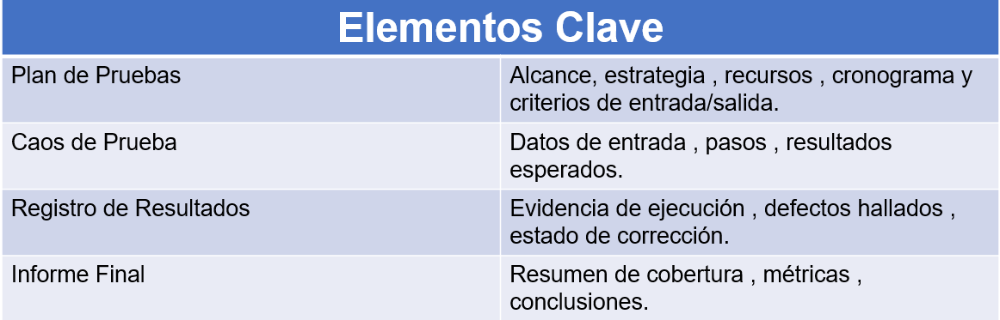 Elementos Clave
Plan de Pruebas
Alcance, estrategia , recursos , cronograma y
criterios de entrada/salida.
Caos de Prueba
Datos de entrada , pasos , resultados
esperados.
Registro de Resultados
Evidencia de ejecución , defectos hallados ,
estado de corrección.
Informe Final
Resumen de cobertura , métricas ,
conclusiones.